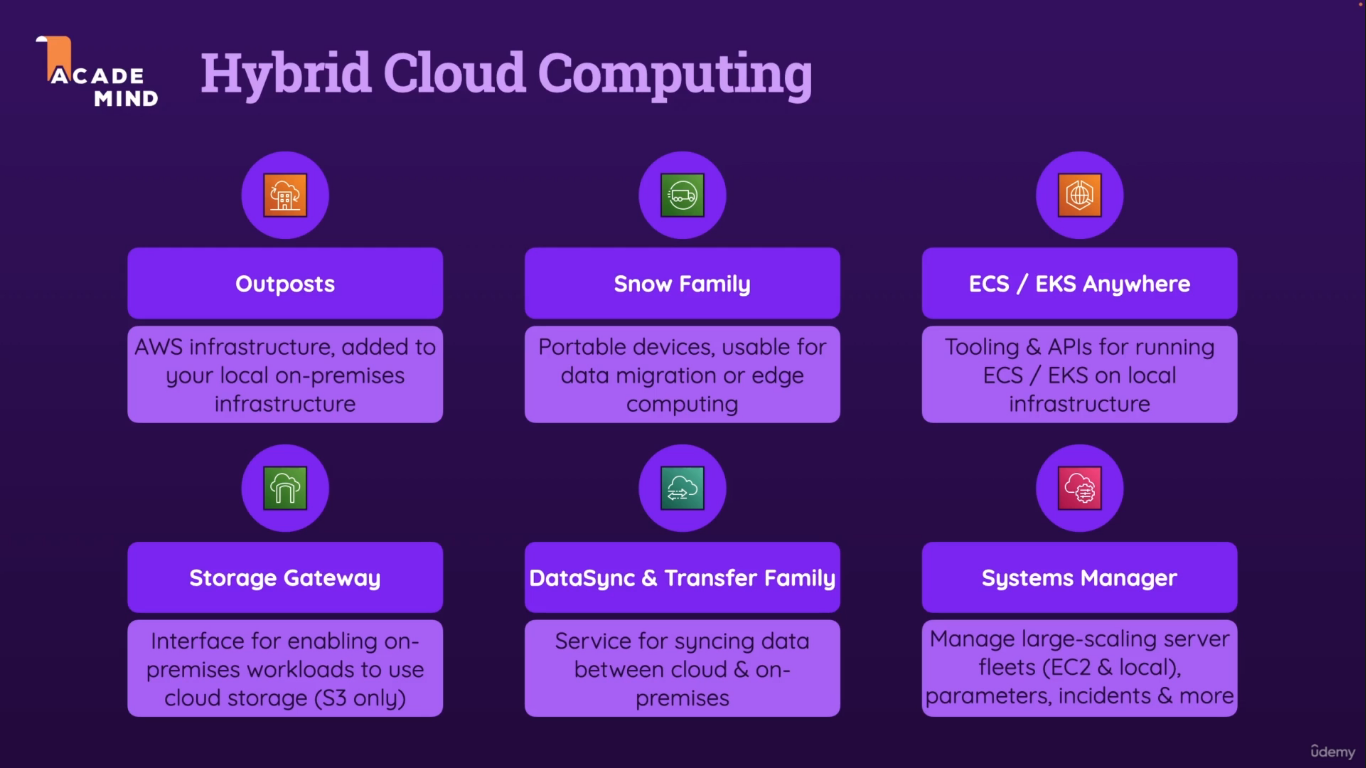 ACADE
MIND
Hybrid Cloud Computing
Outposts
AWS infrastructure, added to
your local on-premises
infrastructure
Snow Family
Portable devices, usable for
data migration or edge
computing
ECS / EKS Anywhere
Tooling & APIs for running
ECS / EKS on local
infrastructure
Storage Gateway
Interface for enabling on-
premises workloads to use
cloud storage (S3 only)
DataSync & Transfer Family
Service for syncing data
between cloud & on-
premises
Systems Manager
Manage large-scaling server
fleets (EC2 & local),
parameters, incidents & more
ûdemy